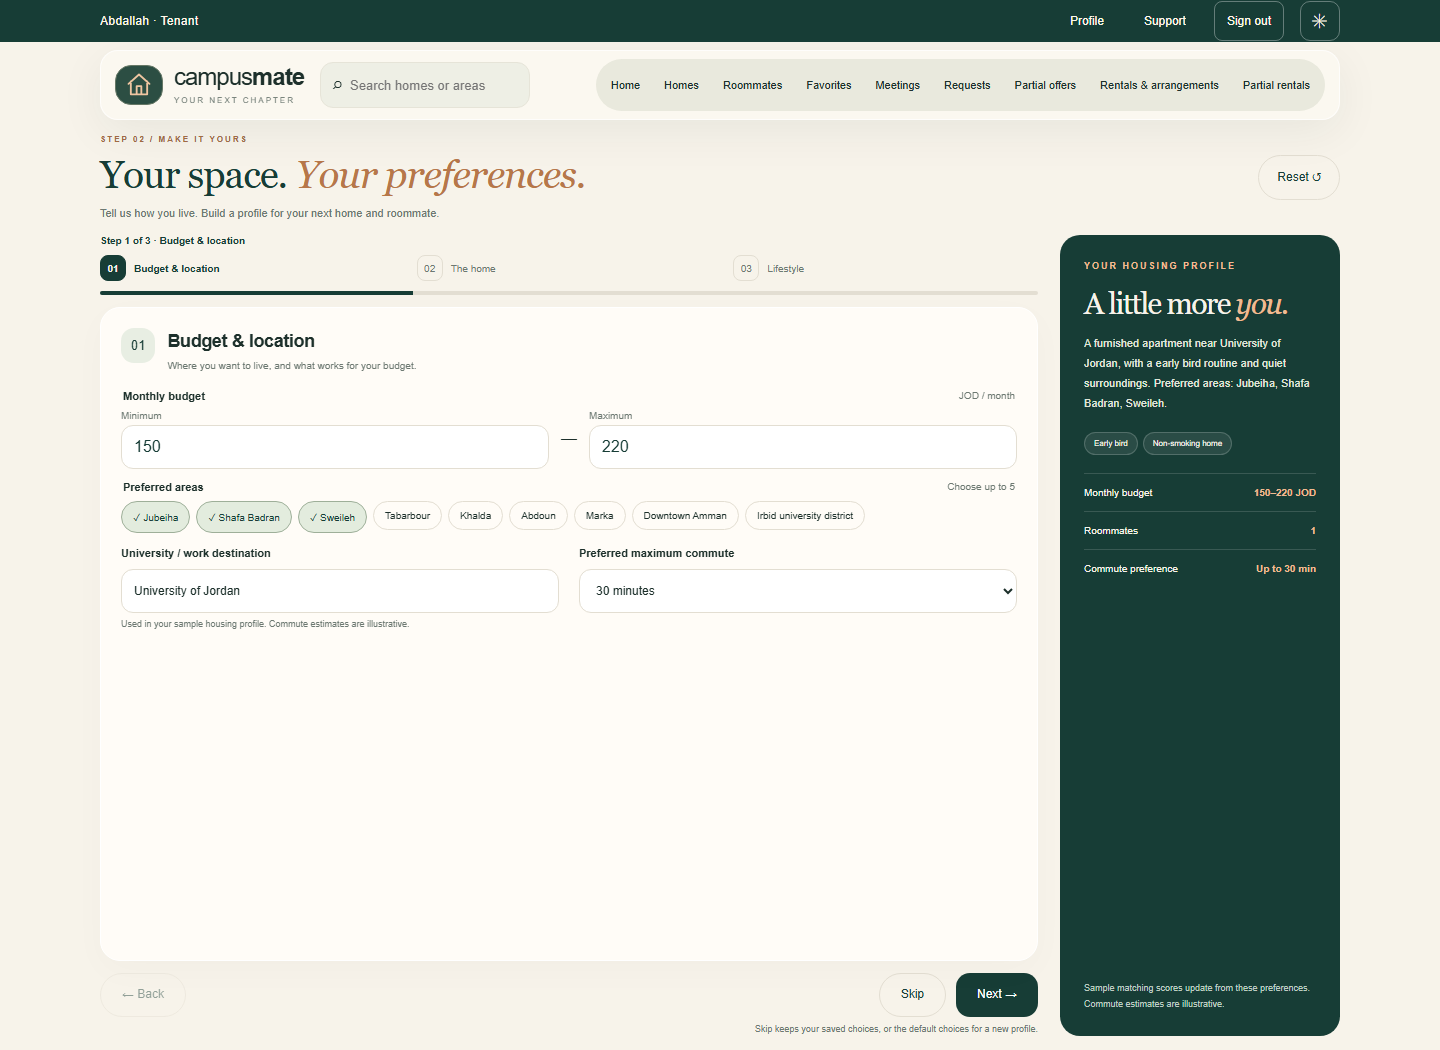 Abdallah · Tenant
Profile
Support
Sign out
campusmate
YOUR NEXT CHAPTER
Search homes or areas
Home
Homes
Roommates
Favorites
Meetings
Requests
Partial offers
Rentals & arrangements
Partial rentals
STEP 02 / MAKE IT YOURS
Your space. Your preferences.
Reset ↺
Tell us how you live. Build a profile for your next home and roommate.
Step 1 of 3 · Budget & location
01 Budget & location
02 The home
03 Lifestyle
01 Budget & location
Where you want to live, and what works for your budget.
Monthly budget
JOD / month
Minimum
Maximum
150 — 220
Preferred areas
Choose up to 5
✓ Jubeiha
✓ Shafa Badran
✓ Sweileh
Tabarbour
Khalda
Abdoun
Marka
Downtown Amman
Irbid university district
University / work destination
Preferred maximum commute
University of Jordan
30 minutes
Used in your sample housing profile. Commute estimates are illustrative.
← Back
Skip
Next →
Skip keeps your saved choices, or the default choices for a new profile.
YOUR HOUSING PROFILE
A little more you.
A furnished apartment near University of
Jordan, with a early bird routine and quiet
surroundings. Preferred areas: Jubeiha, Shafa
Badran, Sweileh.
Early bird
Non-smoking home
Monthly budget 150–220 JOD
Roommates 1
Commute preference Up to 30 min
Sample matching scores update from these preferences.
Commute estimates are illustrative.